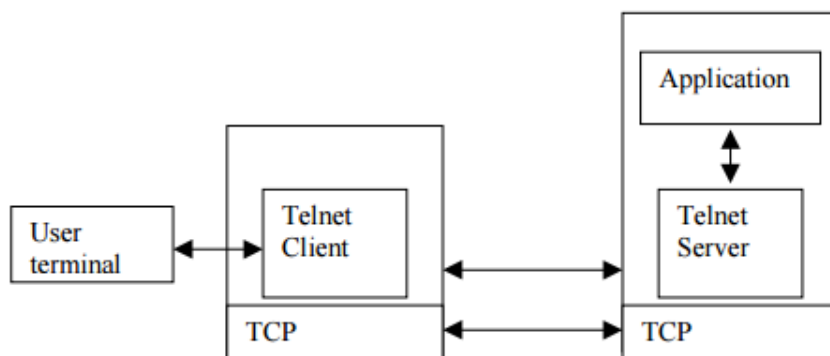 Application
User
terminal
Telnet
Client
Telnet
Server
TCP
TCP